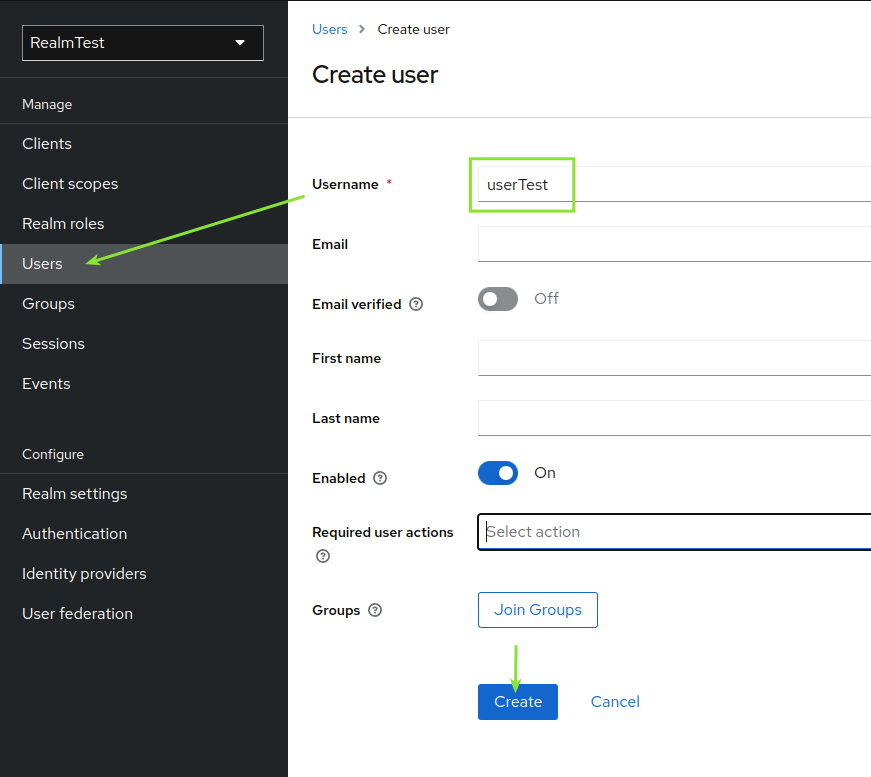 RealmTest
Manage
Clients
Client scopes
Realm roles
Users
Groups
Sessions
Events
Configure
Realm settings
Authentication
Identity providers
User federation
Users > Create user
Create user
Username * userTest
Email
Email verified ? Off
First name
Last name
Enabled ? On
Required user actions ? Select action
Groups ? Join Groups
Create Cancel